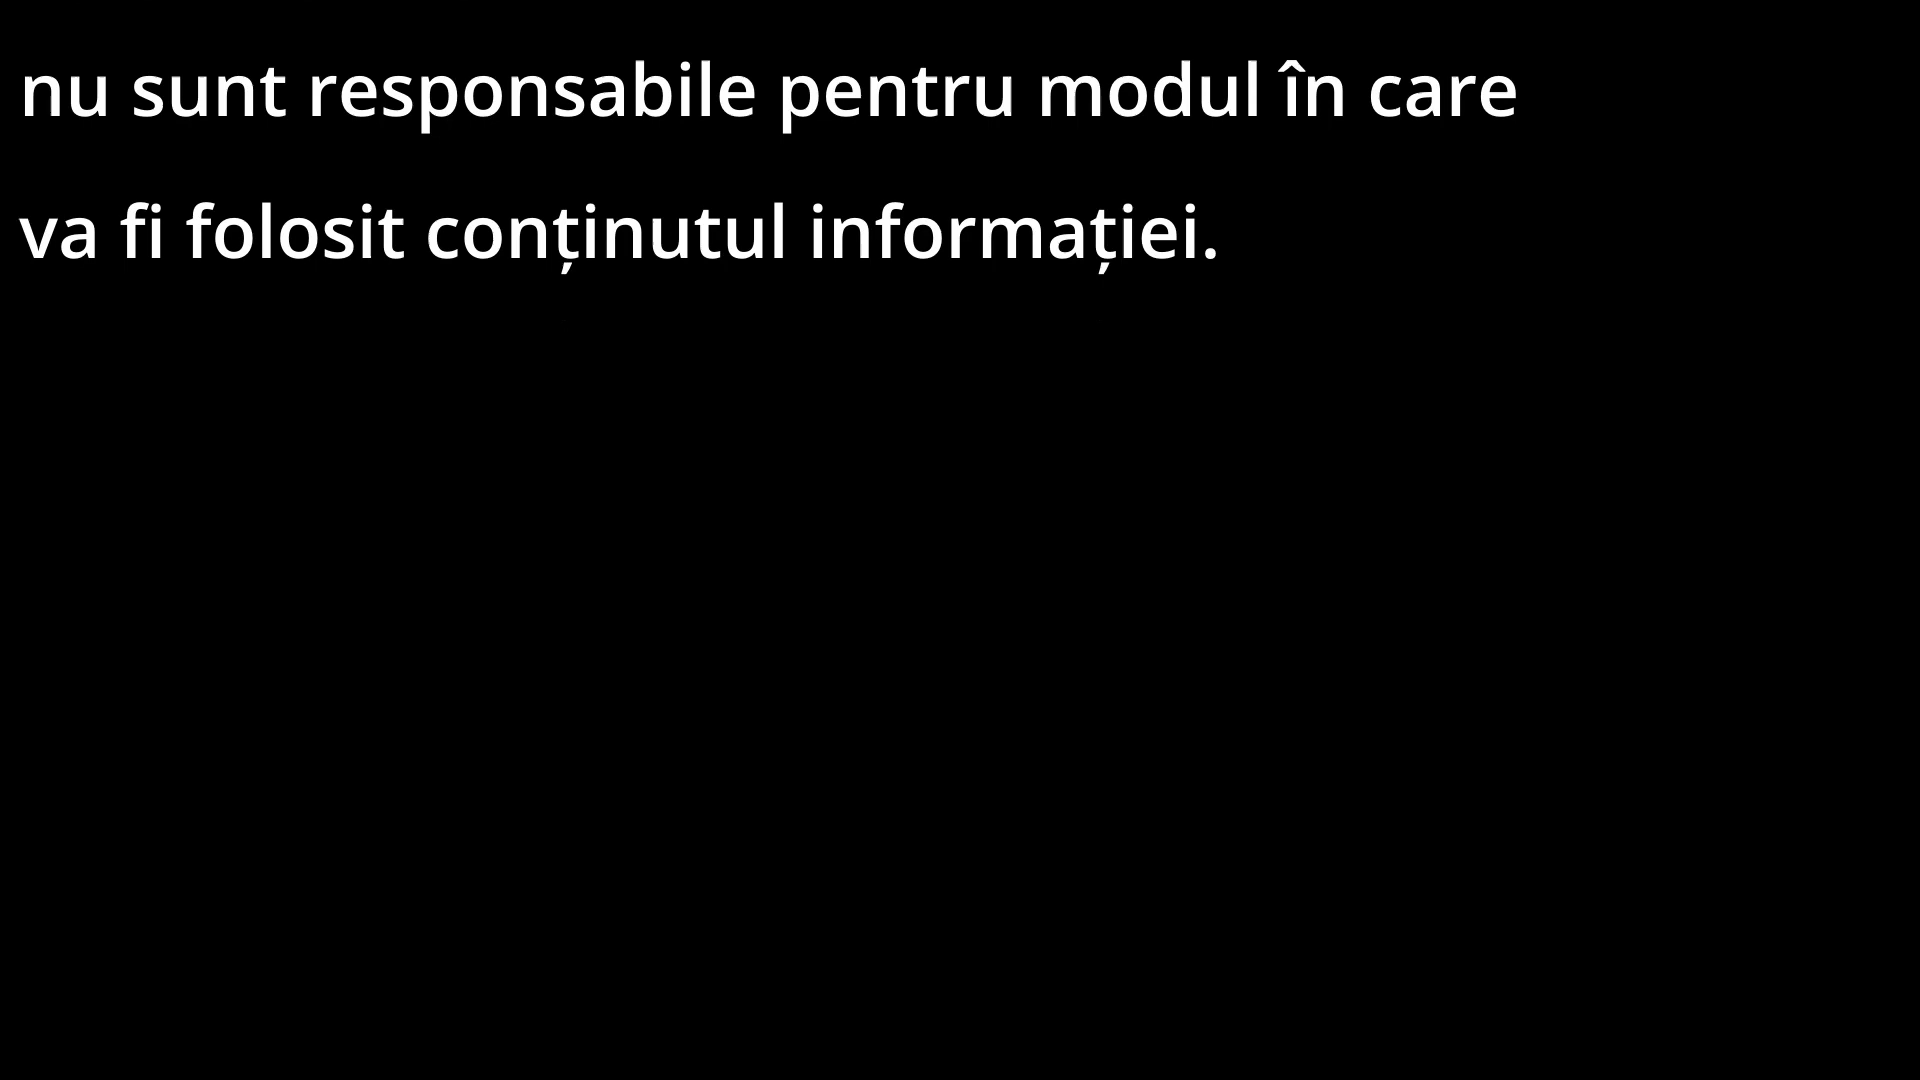 nu sunt responsabile pentru modul în care
va fi folosit conținutul informației.